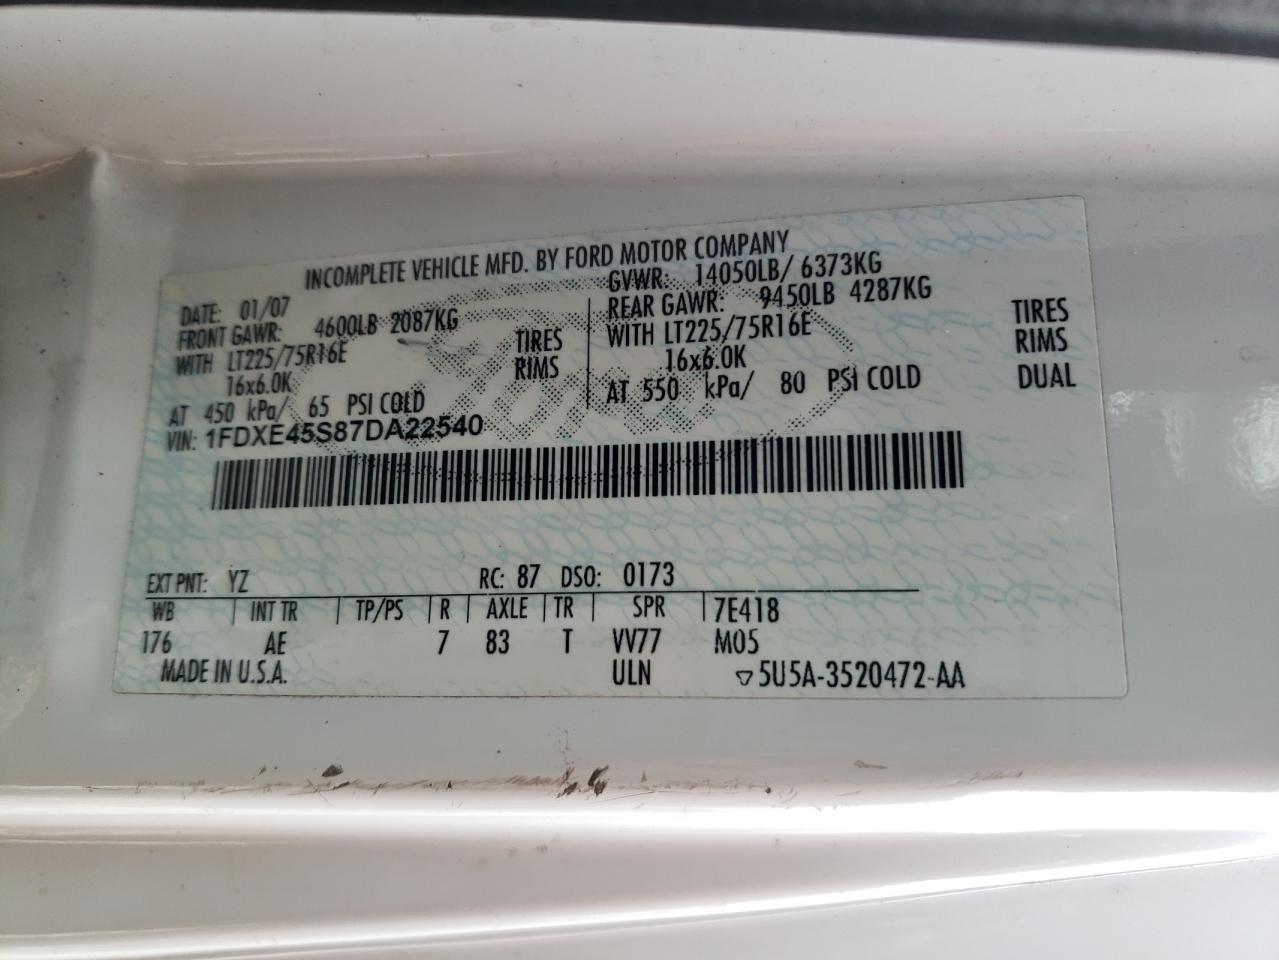 INCOMPLETE VEHICLE MFD. BY FORD MOTOR COMPANY
DATE: 01/07 GVWR: 14050LB/ 6373KG
FRONT GAWR: 4600LB 2087KG REAR GAWR: 9450LB 4287KG
WITH LT225/75R16E TIRES WITH LT225/75R16E TIRES
16x6.0K RIMS 16x6.0K RIMS
AT 450 kPa/ 65 PSI COLD AT 550 kPa/ 80 PSI COLD DUAL
VIN: 1FDXE45S87DA22540
Ford
EXT PNT: YZ RC: 87 DSO: 0173
WB INT TR TP/PS R AXLE TR SPR 7E418
176 AE 7 83 T VV77 M05
MADE IN U.S.A. ULN ▽5U5A-3520472-AA